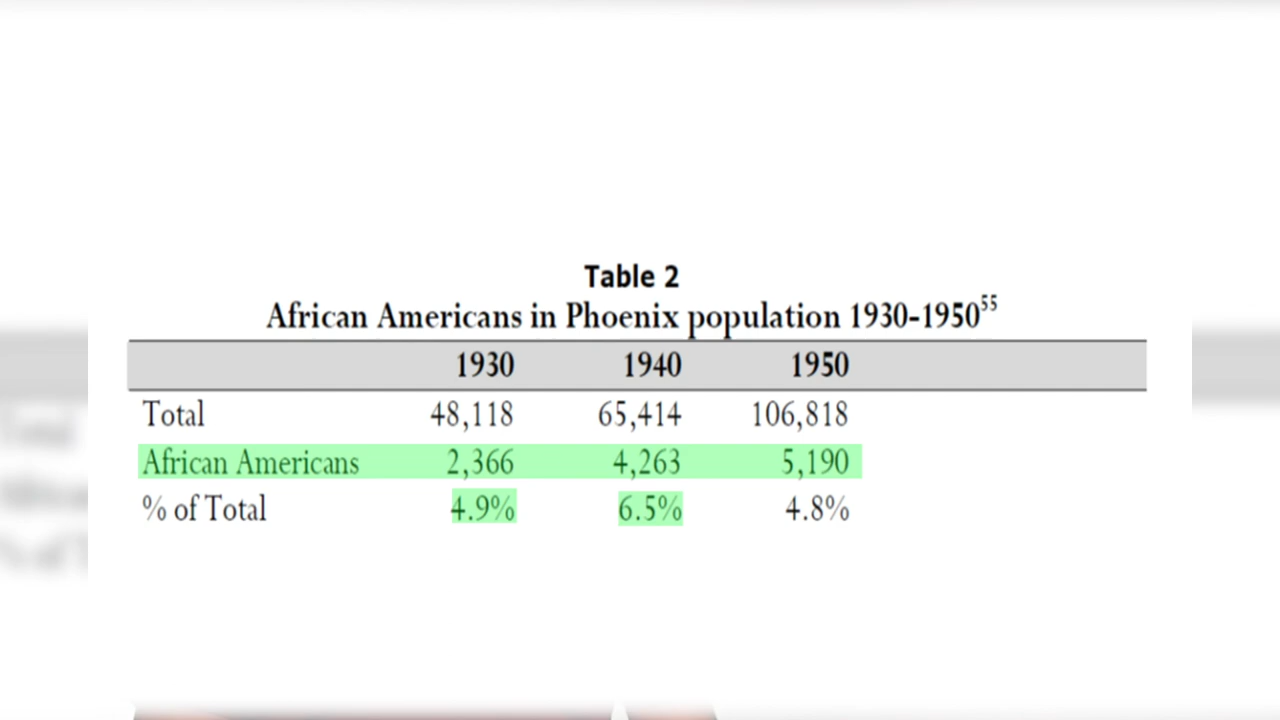 Table 2
African Americans in Phoenix population 1930-1950⁵⁵
1930 1940 1950
Total 48,118 65,414 106,818
African Americans 2,366 4,263 5,190
% of Total 4.9% 6.5% 4.8%